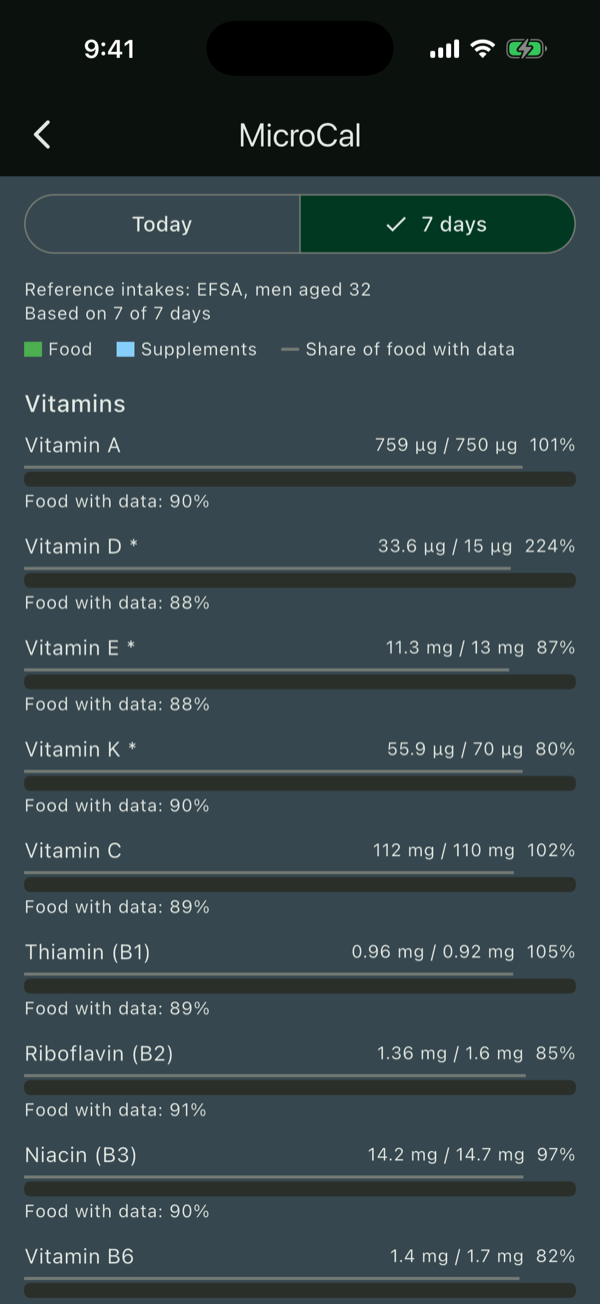 9:41
MicroCal
Today
7 days
Reference intakes: EFSA, men aged 32
Based on 7 of 7 days
Food Supplements Share of food with data
Vitamins
Vitamin A 759 µg / 750 µg 101%
Food with data: 90%
Vitamin D * 33.6 µg / 15 µg 224%
Food with data: 88%
Vitamin E * 11.3 mg / 13 mg 87%
Food with data: 88%
Vitamin K * 55.9 µg / 70 µg 80%
Food with data: 90%
Vitamin C 112 mg / 110 mg 102%
Food with data: 89%
Thiamin (B1) 0.96 mg / 0.92 mg 105%
Food with data: 89%
Riboflavin (B2) 1.36 mg / 1.6 mg 85%
Food with data: 91%
Niacin (B3) 14.2 mg / 14.7 mg 97%
Food with data: 90%
Vitamin B6 1.4 mg / 1.7 mg 82%